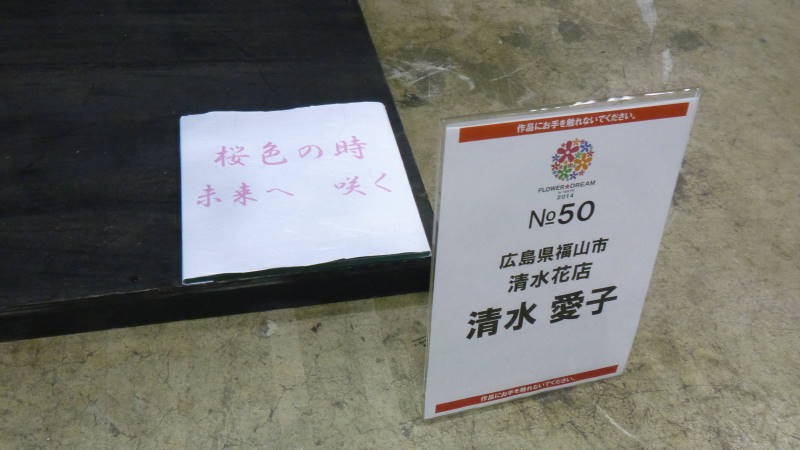 桜色の時
未来へ 咲く
作品にお手を触れないでください。
FLOWER★DREAM
2014
№50
広島県福山市
清水花店
清水 愛子
作品にお手を触れないでください。